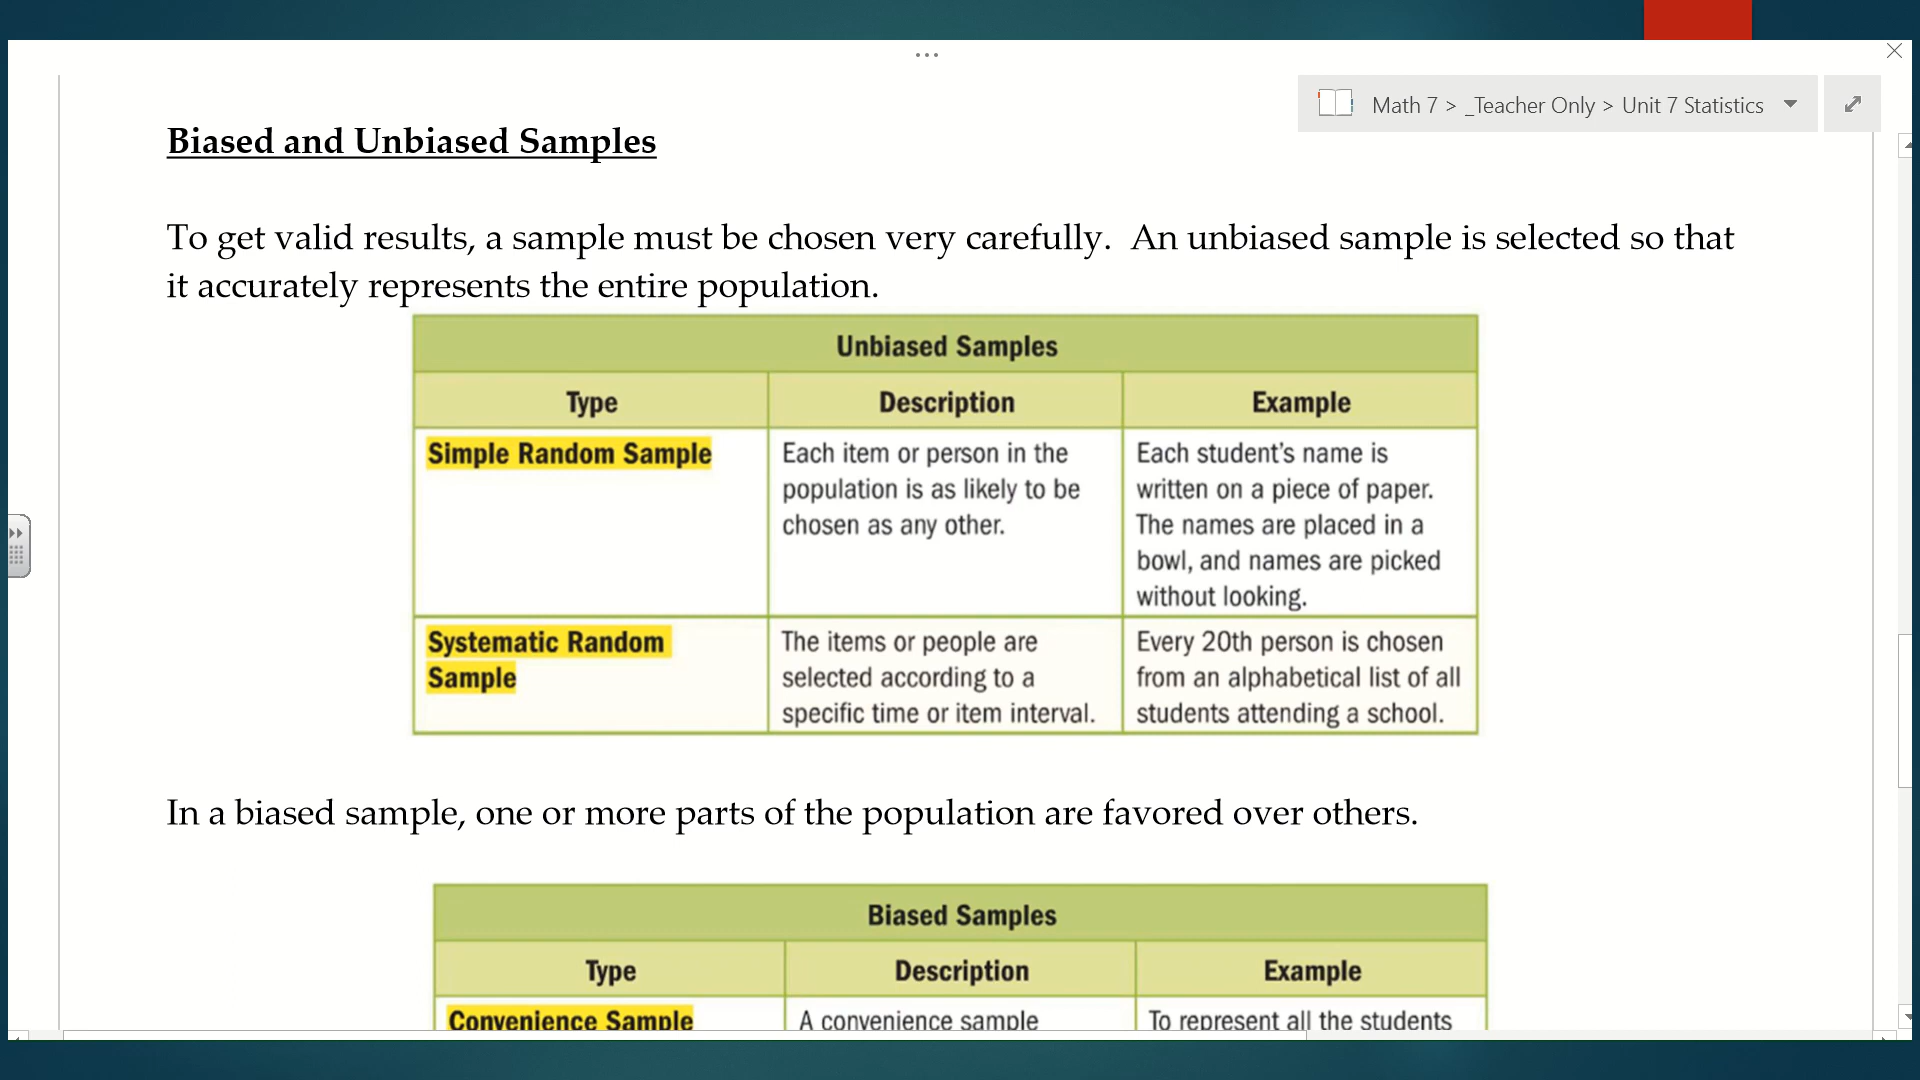 Math 7 > _Teacher Only > Unit 7 Statistics
Biased and Unbiased Samples
To get valid results, a sample must be chosen very carefully.  An unbiased sample is selected so that
it accurately represents the entire population.
Unbiased Samples
Type
Description
Example
Simple Random Sample
Each item or person in the
population is as likely to be
chosen as any other.
Each student's name is
written on a piece of paper.
The names are placed in a
bowl, and names are picked
without looking.
Systematic Random
Sample
The items or people are
selected according to a
specific time or item interval.
Every 20th person is chosen
from an alphabetical list of all
students attending a school.
In a biased sample, one or more parts of the population are favored over others.
Biased Samples
Type
Description
Example
Convenience Sample
A convenience sample
To represent all the students